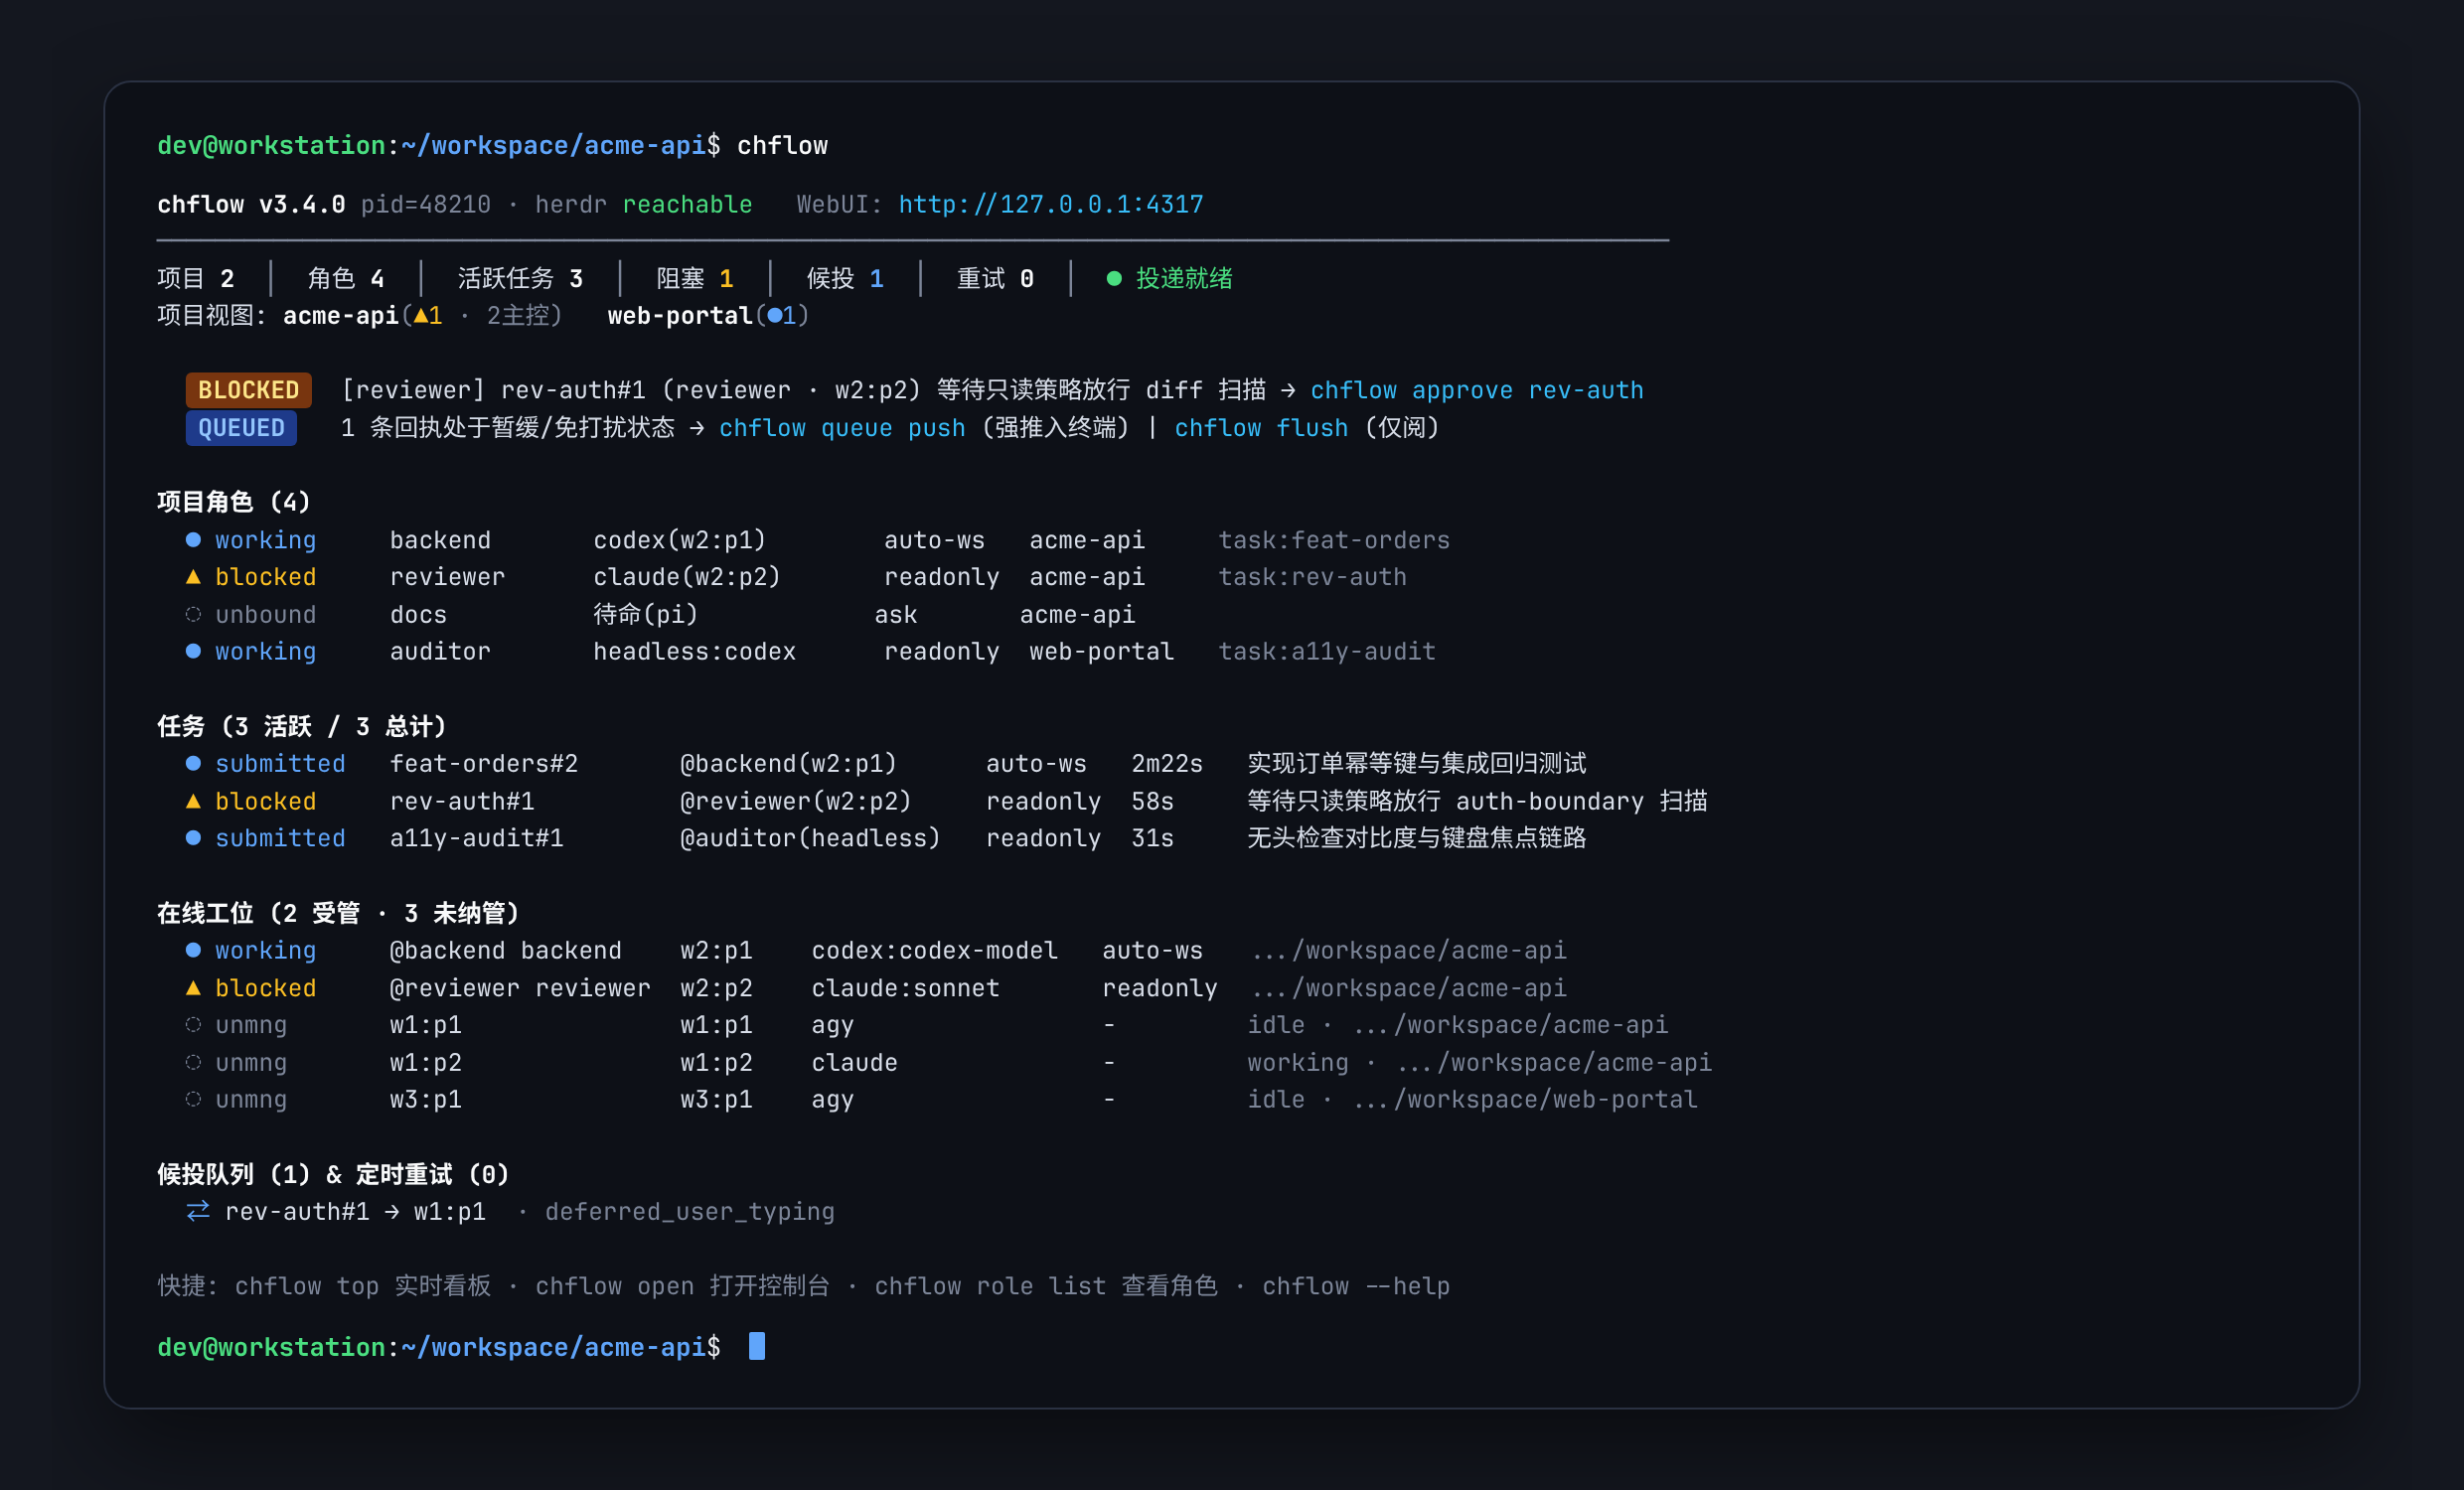 dev@workstation:~/workspace/acme-api$ chflow
chflow v3.4.0 pid=48210 · herdr reachable   WebUI: http://127.0.0.1:4317
项目 2 │ 角色 4 │ 活跃任务 3 │ 阻塞 1 │ 候投 1 │ 重试 0 │ ● 投递就绪
项目视图: acme-api(▲1 · 2主控)   web-portal(●1)
BLOCKED  [reviewer] rev-auth#1 (reviewer · w2:p2) 等待只读策略放行 diff 扫描 → chflow approve rev-auth
QUEUED   1 条回执处于暂缓/免打扰状态 → chflow queue push (强推入终端) | chflow flush (仅阅)
项目角色 (4)
● working     backend       codex(w2:p1)        auto-ws   acme-api     task:feat-orders
▲ blocked     reviewer      claude(w2:p2)       readonly  acme-api     task:rev-auth
◌ unbound     docs          待命(pi)            ask       acme-api
● working     auditor       headless:codex      readonly  web-portal   task:a11y-audit
任务 (3 活跃 / 3 总计)
● submitted   feat-orders#2       @backend(w2:p1)      auto-ws   2m22s   实现订单幂等键与集成回归测试
▲ blocked     rev-auth#1          @reviewer(w2:p2)     readonly  58s     等待只读策略放行 auth-boundary 扫描
● submitted   a11y-audit#1        @auditor(headless)   readonly  31s     无头检查对比度与键盘焦点链路
在线工位 (2 受管 · 3 未纳管)
● working     @backend backend    w2:p1    codex:codex-model   auto-ws   .../workspace/acme-api
▲ blocked     @reviewer reviewer  w2:p2    claude:sonnet       readonly  .../workspace/acme-api
◌ unmng       w1:p1               w1:p1    agy                 -         idle · .../workspace/acme-api
◌ unmng       w1:p2               w1:p2    claude              -         working · .../workspace/acme-api
◌ unmng       w3:p1               w3:p1    agy                 -         idle · .../workspace/web-portal
候投队列 (1) & 定时重试 (0)
⇄ rev-auth#1 → w1:p1  · deferred_user_typing
快捷: chflow top 实时看板 · chflow open 打开控制台 · chflow role list 查看角色 · chflow --help
dev@workstation:~/workspace/acme-api$